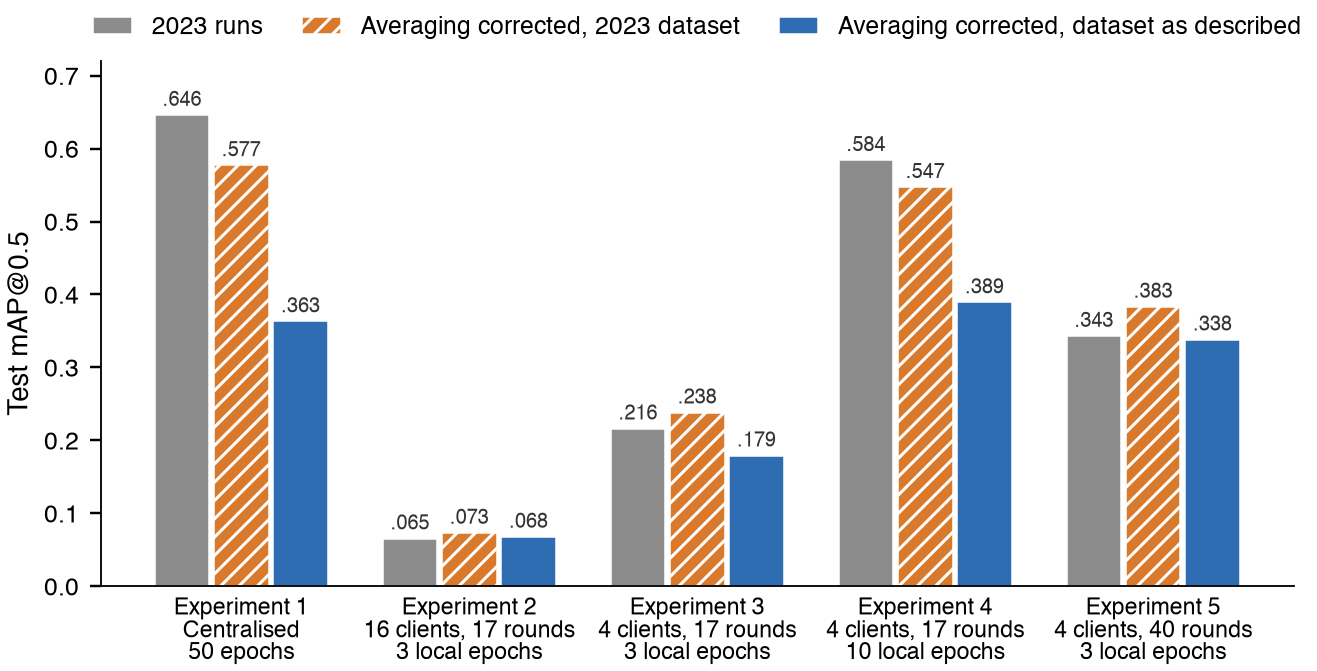 2023 runs
Averaging corrected, 2023 dataset
Averaging corrected, dataset as described
Test mAP@0.5
0.7
0.6
0.5
0.4
0.3
0.2
0.1
0.0
.646
.577
.363
.065
.073
.068
.216
.238
.179
.584
.547
.389
.343
.383
.338
Experiment 1
Centralised
50 epochs
Experiment 2
16 clients, 17 rounds
3 local epochs
Experiment 3
4 clients, 17 rounds
3 local epochs
Experiment 4
4 clients, 17 rounds
10 local epochs
Experiment 5
4 clients, 40 rounds
3 local epochs